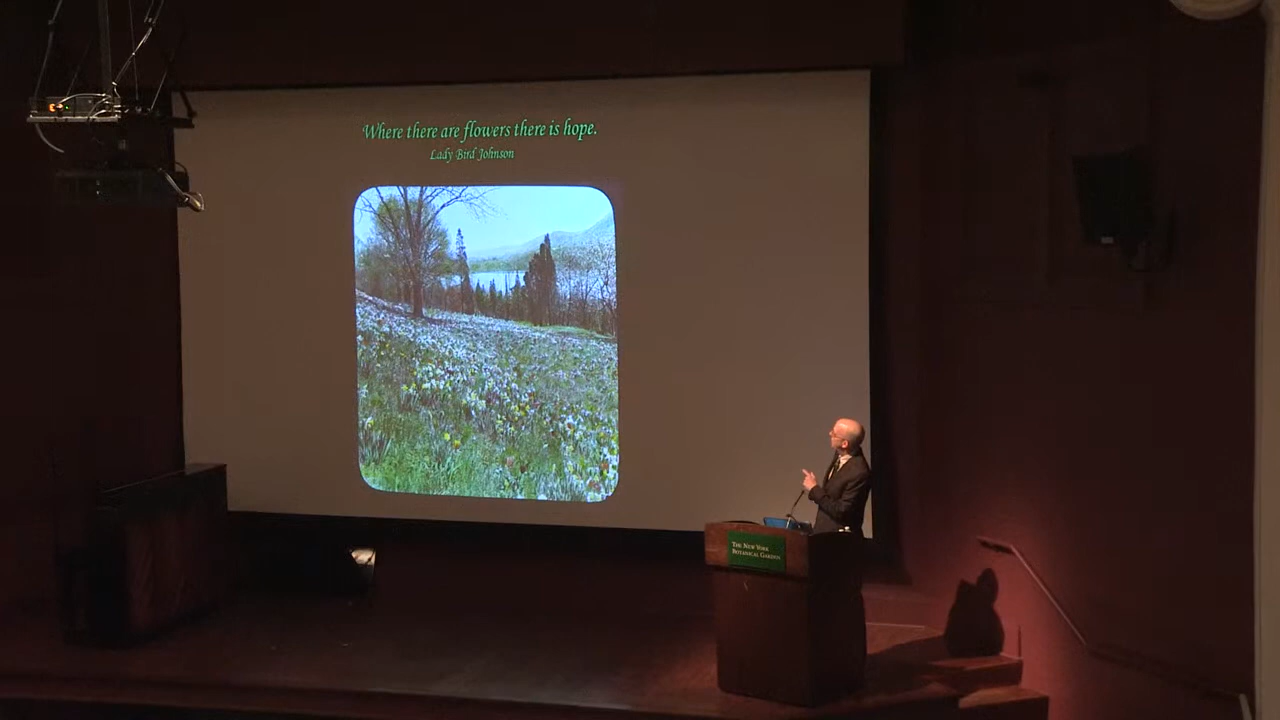 Where there are flowers there is hope.
Lady Bird Johnson
THE NEW YORK
BOTANICAL GARDEN